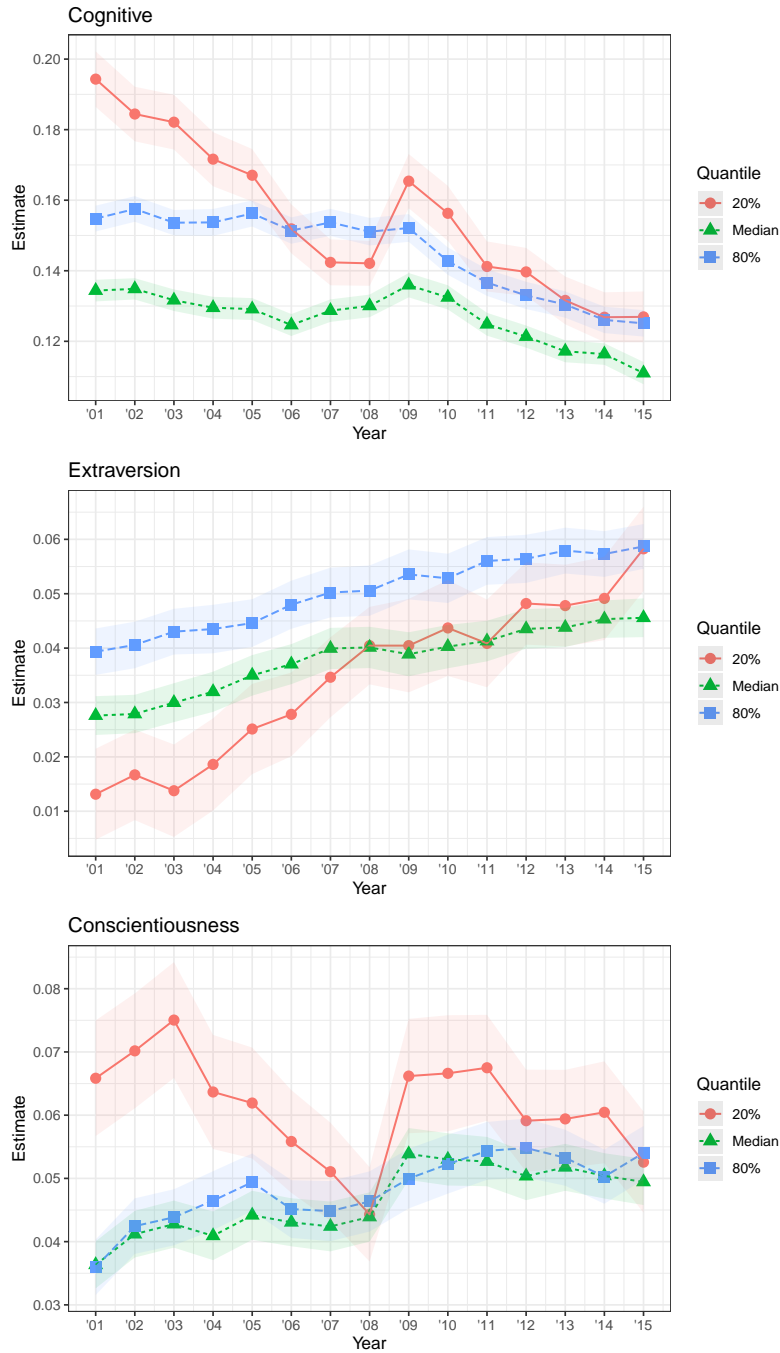 Cognitive
0.20
0.18
0.16
0.14
0.12
Estimate
'01 '02 '03 '04 '05 '06 '07 '08 '09 '10 '11 '12 '13 '14 '15
Year
Quantile
20%
Median
80%
Extraversion
0.06
0.05
0.04
0.03
0.02
0.01
Estimate
'01 '02 '03 '04 '05 '06 '07 '08 '09 '10 '11 '12 '13 '14 '15
Year
Quantile
20%
Median
80%
Conscientiousness
0.08
0.07
0.06
0.05
0.04
0.03
Estimate
'01 '02 '03 '04 '05 '06 '07 '08 '09 '10 '11 '12 '13 '14 '15
Year
Quantile
20%
Median
80%